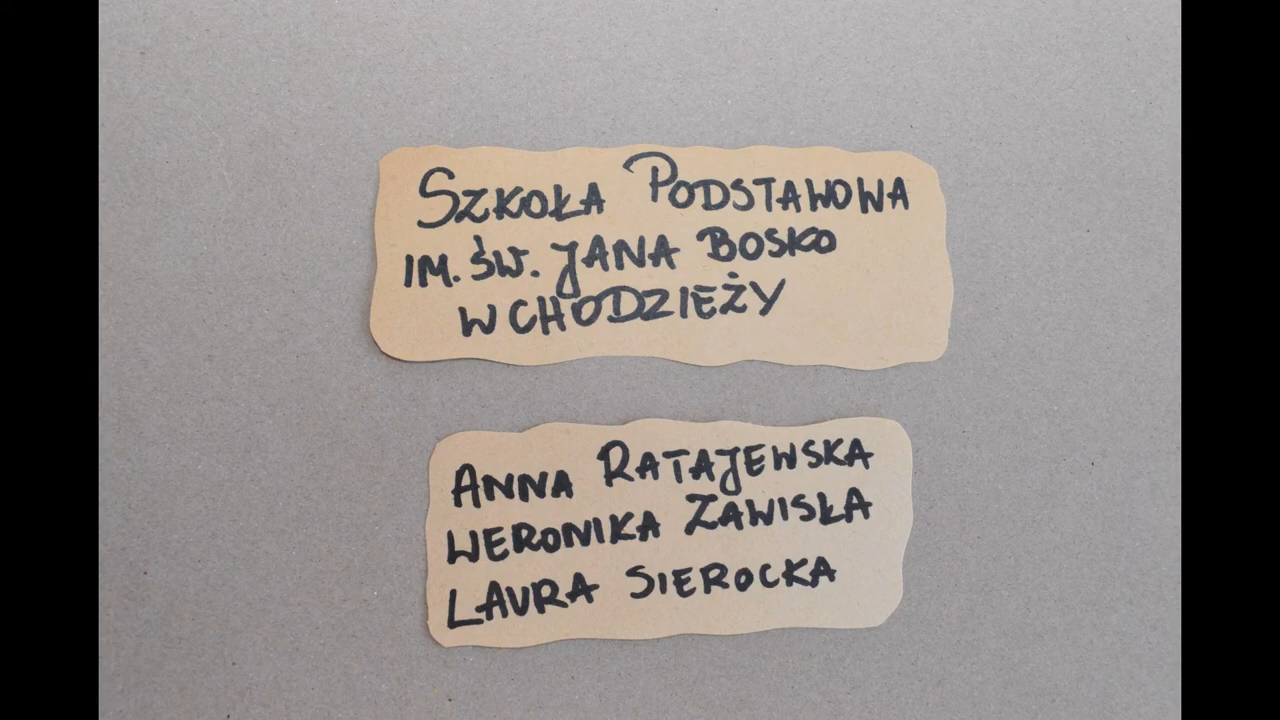 SZKOŁA PODSTAWOWA
IM. ŚW. JANA BOSKO
W CHODZIEŻY
ANNA RATAJEWSKA
WERONIKA ZAWISŁA
LAURA SIEROCKA